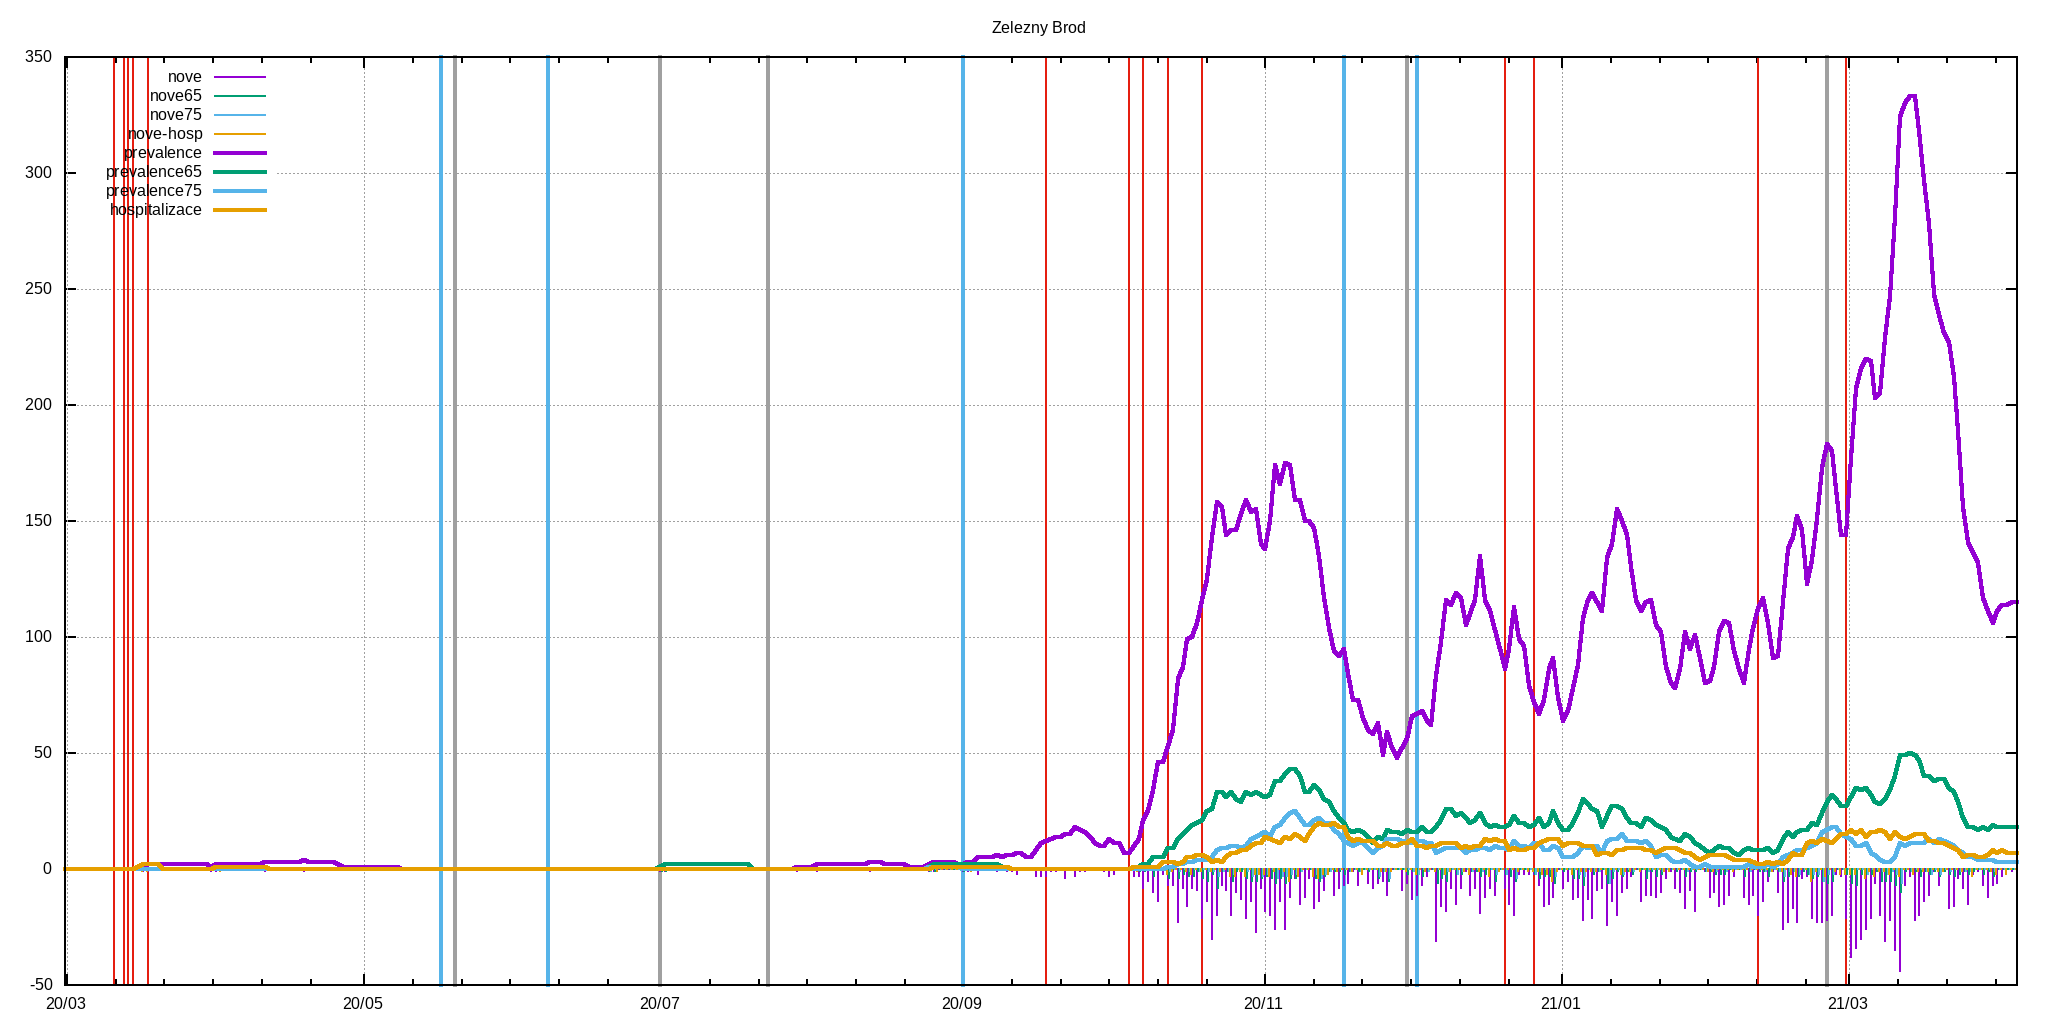 Zelezny Brod
350
300
250
200
150
100
50
0
-50
nove
nove65
nove75
nove-hosp
prevalence
prevalence65
prevalence75
hospitalizace
20/03 20/05 20/07 20/09 20/11 21/01 21/03